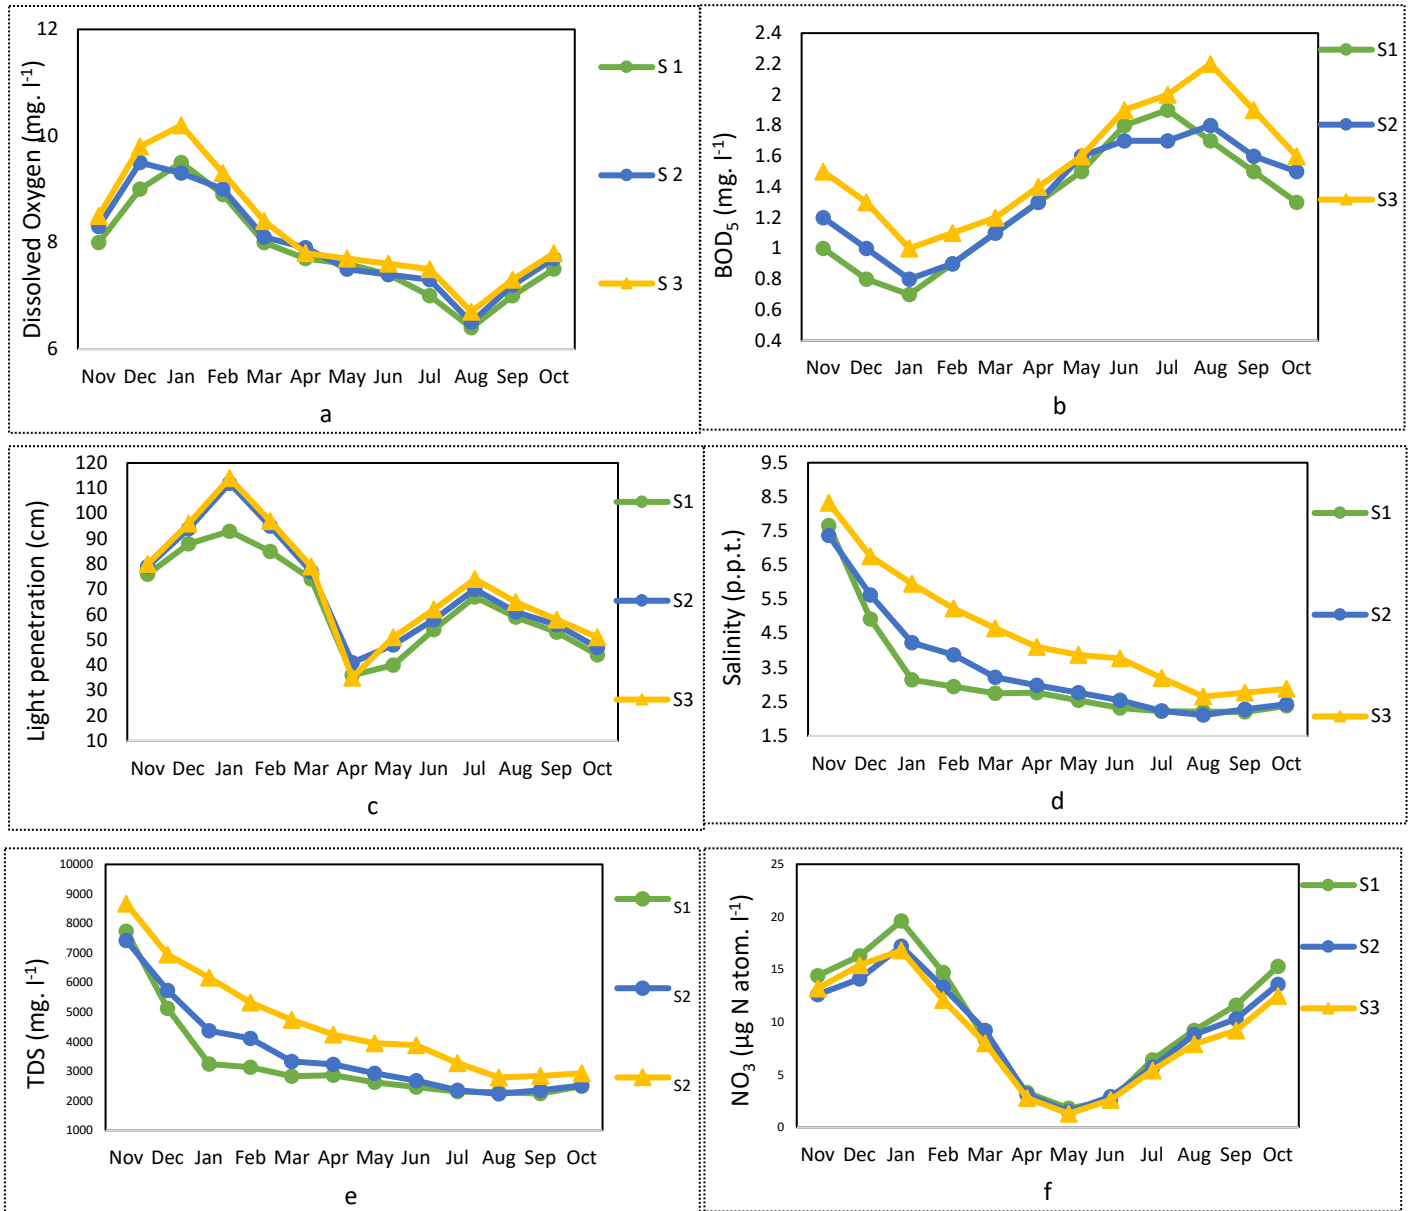 12
10
8
6
Dissolved Oxygen (mg. l-1)
Nov Dec Jan Feb Mar Apr May Jun Jul Aug Sep Oct
a
S 1
S 2
S 3
2.4
2.2
2
1.8
1.6
1.4
1.2
1
0.8
0.6
0.4
BOD5 (mg. l-1)
Nov Dec Jan Feb Mar Apr May Jun Jul Aug Sep Oct
b
S1
S2
S3
120
110
100
90
80
70
60
50
40
30
20
10
Light penetration (cm)
Nov Dec Jan Feb Mar Apr May Jun Jul Aug Sep Oct
c
S1
S2
S3
9.5
8.5
7.5
6.5
5.5
4.5
3.5
2.5
1.5
Salinity (p.p.t.)
Nov Dec Jan Feb Mar Apr May Jun Jul Aug Sep Oct
d
S1
S2
S3
10000
9000
8000
7000
6000
5000
4000
3000
2000
1000
TDS (mg. l-1)
Nov Dec Jan Feb Mar Apr May Jun Jul Aug Sep Oct
e
S1
S2
S2
25
20
15
10
5
0
NO3 (µg N atom. l-1)
Nov Dec Jan Feb Mar Apr May Jun Jul Aug Sep Oct
f
S1
S2
S3